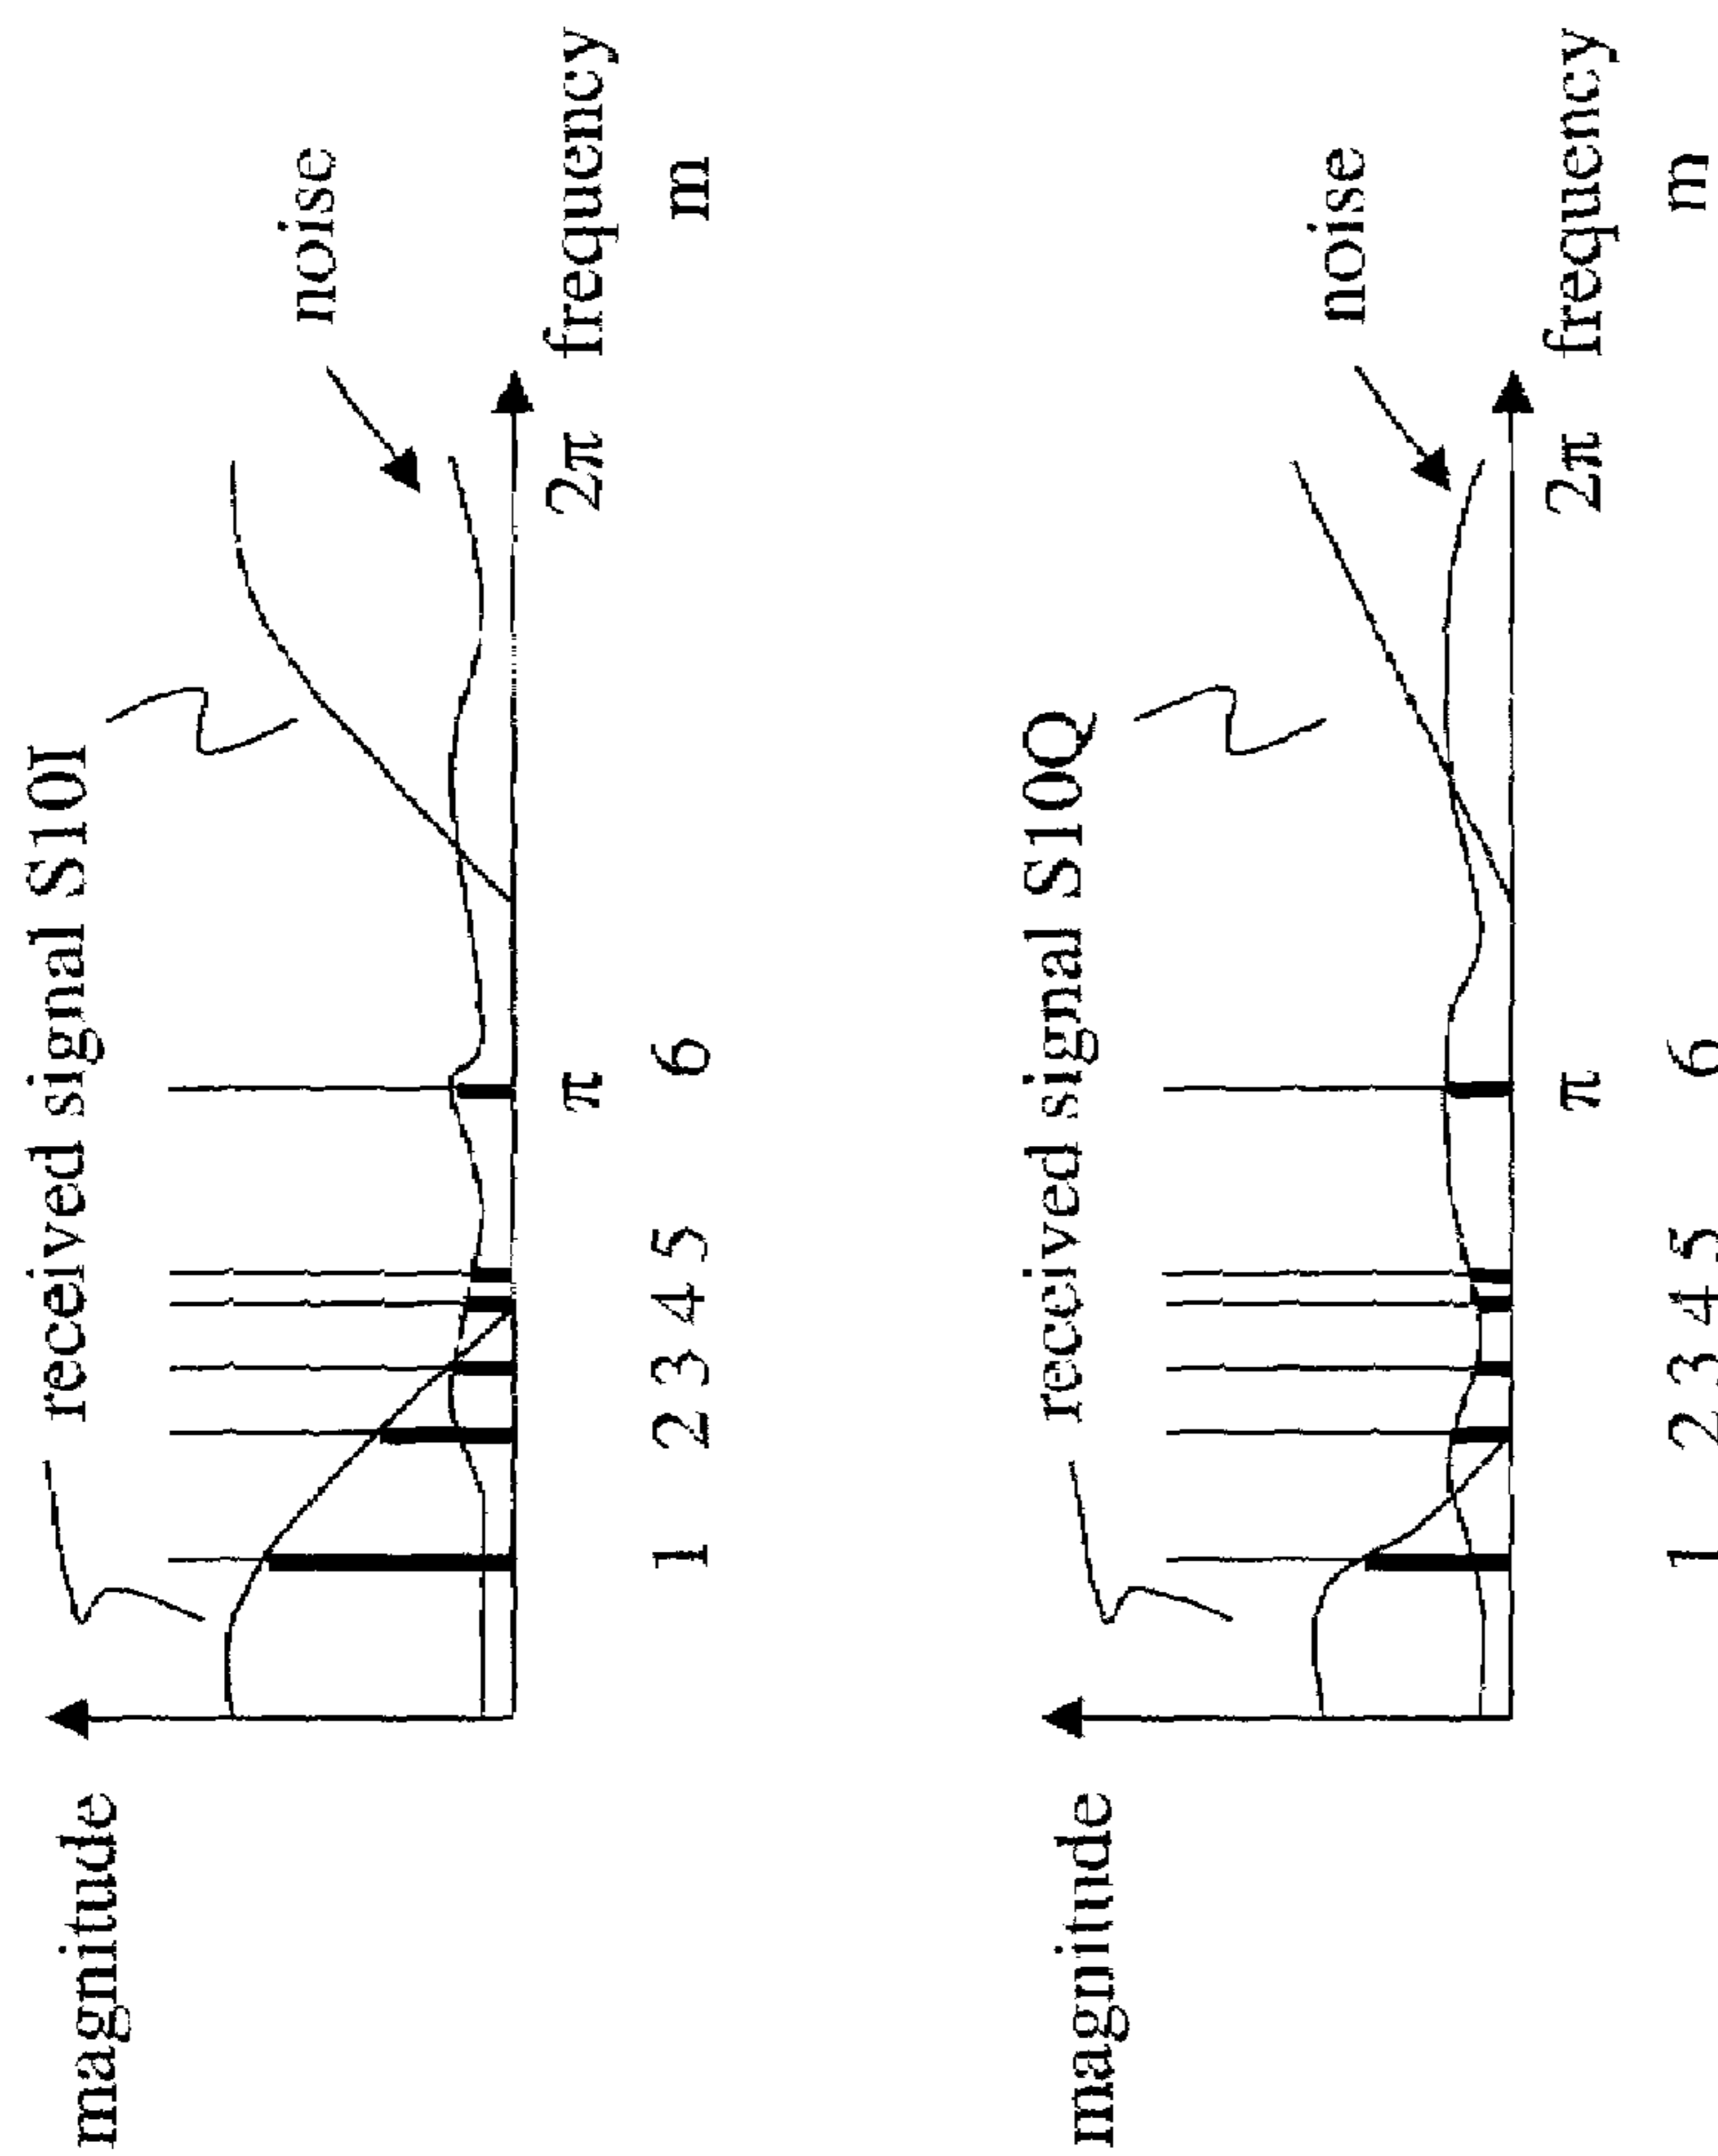 received signal S10I
magnitude
noise
π 2π frequency
1 2 3 4 5 6 m
received signal S10Q
magnitude
noise
π 2π frequency
1 2 3 4 5 6 m